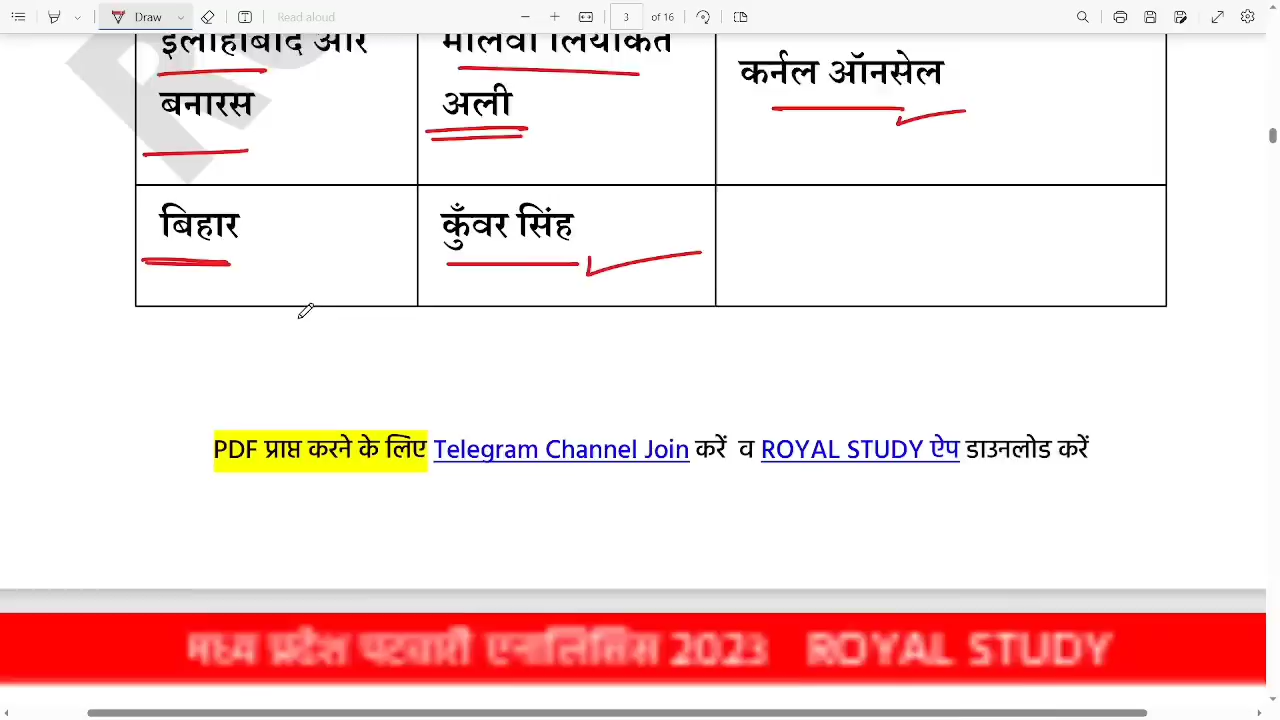 Draw
Read aloud
3 of 16
इलाहाबाद और
बनारस
मौलवी लियाकत
अली
कर्नल ऑनसेल
बिहार
कुँवर सिंह
PDF प्राप्त करने के लिए Telegram Channel Join करें व ROYAL STUDY ऐप डाउनलोड करें
मध्य प्रदेश पटवारी एनालिसिस 2023 ROYAL STUDY